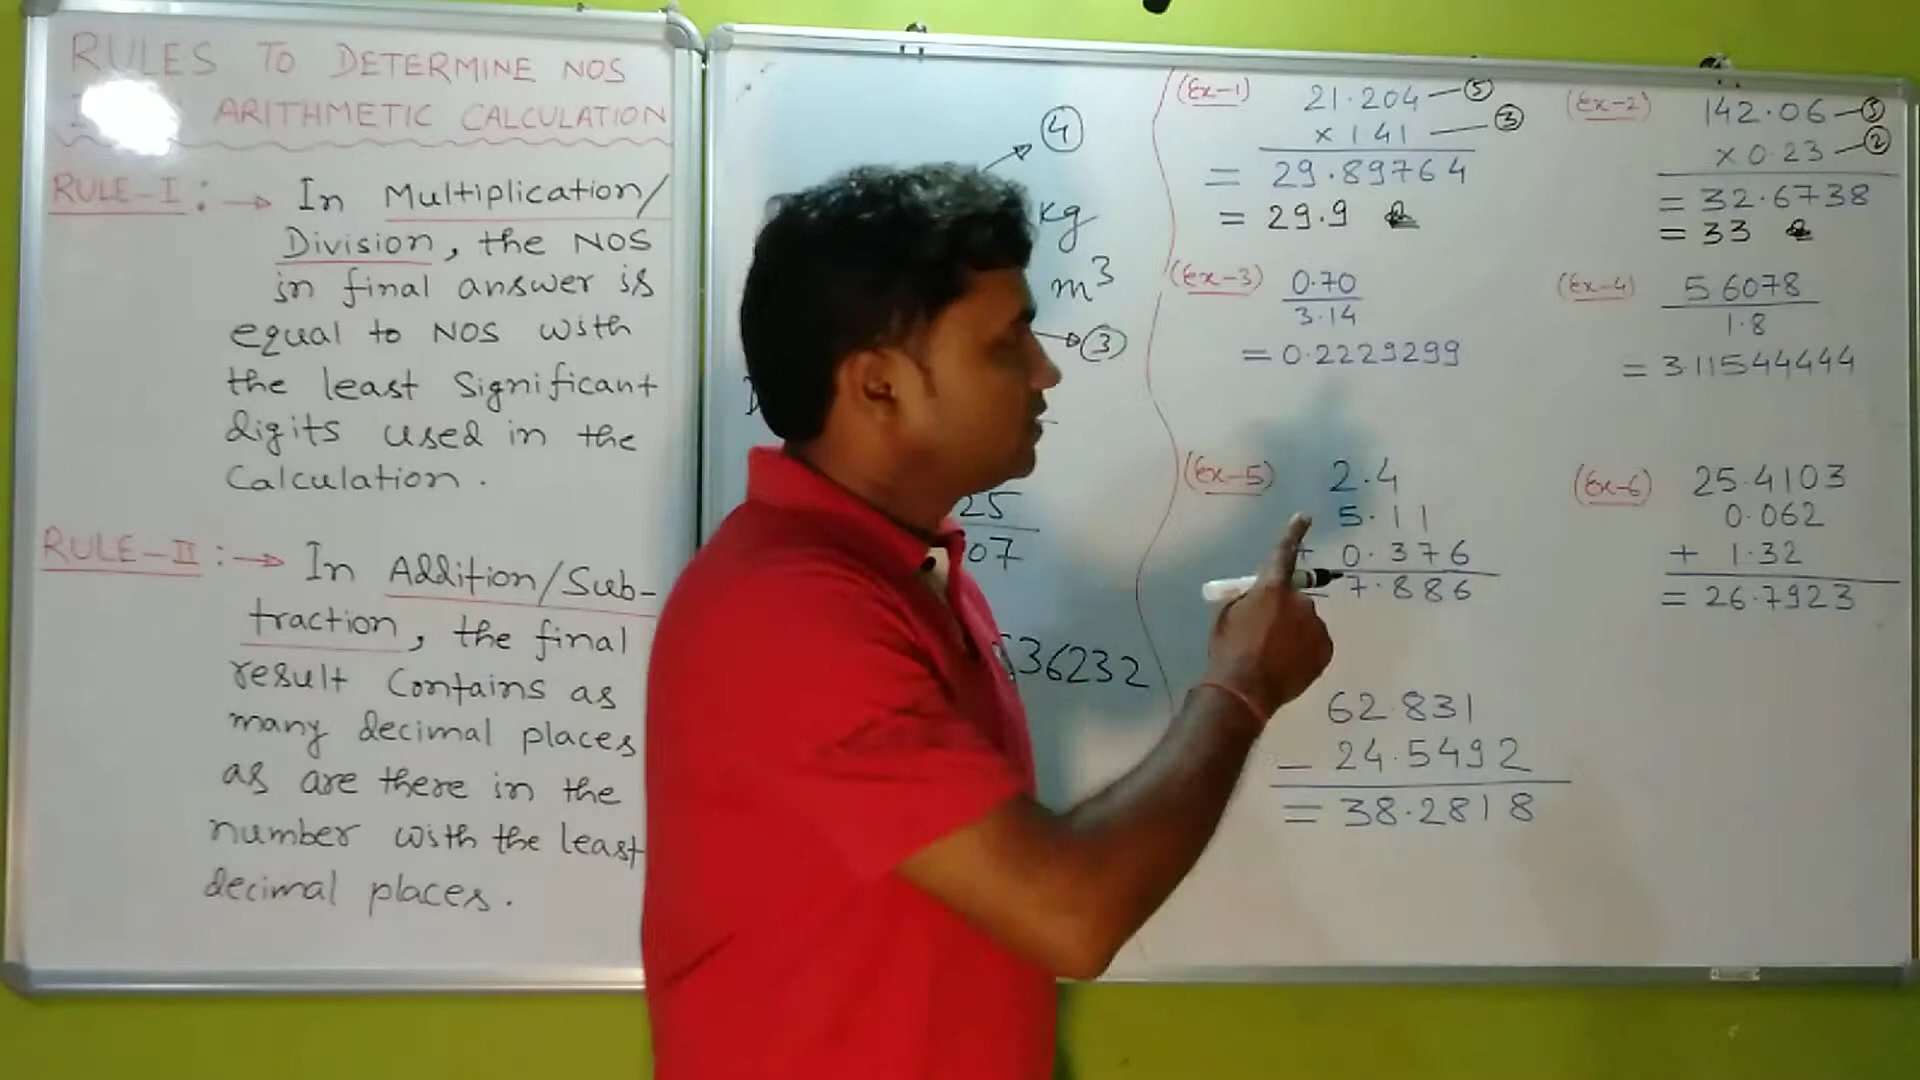 RULES TO DETERMINE NOS
ARITHMETIC CALCULATION
RULE-I : → In Multiplication/
Division, the NOS
in final answer is
equal to NOS with
the least Significant
digits used in the
Calculation.
RULE-II : → In Addition/Sub-
traction, the final
result Contains as
many decimal places
as are there in the
number with the least
decimal places.
④
kg
m³
③
25
07
36232
(Ex-1) 21.204 — ⑤
× 1.41 — ③
= 29.89764
= 29.9
(Ex-2) 142.06 — ⑤
× 0.23 — ②
= 32.6738
= 33
(Ex-3) 0.70
3.14
= 0.2229299
(Ex-4) 5.6078
1.8
= 3.11544444
(Ex-5) 2.4
5.11
+ 0.376
= 7.886
(Ex-6) 25.4103
0.062
+ 1.32
= 26.7923
62.831
– 24.5492
= 38.2818